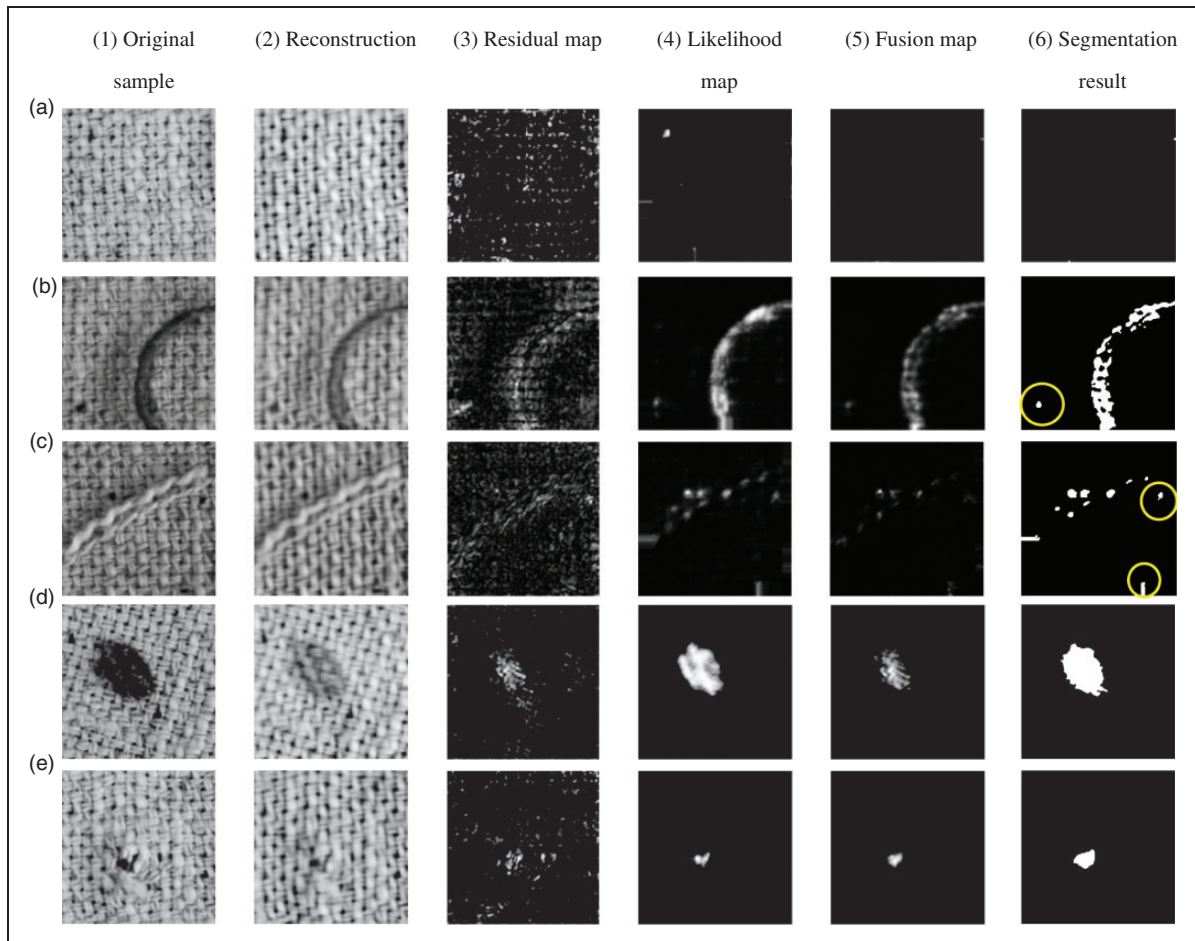 (1) Original sample
(2) Reconstruction
(3) Residual map
(4) Likelihood map
(5) Fusion map
(6) Segmentation result
(a)
(b)
(c)
(d)
(e)